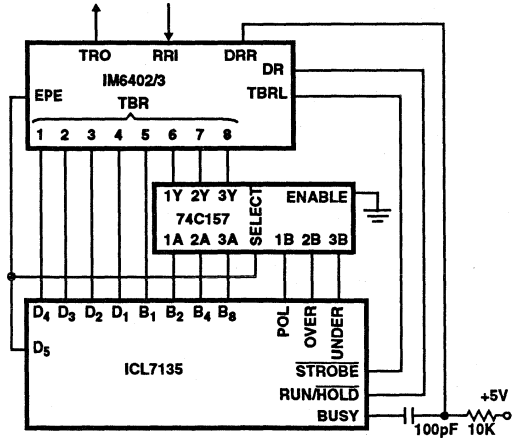 TRO RRI DRR
DR
IM6402/3
EPE TBRL
TBR
1 2 3 4 5 6 7 8
1Y 2Y 3Y SELECT ENABLE
74C157
1A 2A 3A 1B 2B 3B
D4 D3 D2 D1 B1 B2 B4 B8 POL OVER UNDER
D5
ICL7135
STROBE
RUN/HOLD
BUSY
+5V
100pF 10K